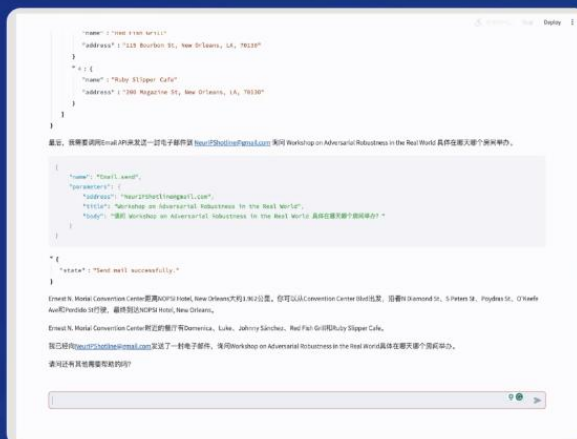 Deploy
"name" : "Red Fish Grill"
"address" : "115 Bourbon St, New Orleans, LA, 70130"
}
4 : {
"name" : "Ruby Slipper Cafe"
"address" : "200 Magazine St, New Orleans, LA, 70130"
}
]
}
最后，我需要调用Email API来发送一封电子邮件到 NeurIPShotline@gmail.com 询问 Workshop on Adversarial Robustness in the Real World 具体在哪天哪个房间举办。
{
"name": "Email.send",
"parameters": {
"address": "NeurIPShotline@gmail.com",
"title": "Workshop on Adversarial Robustness in the Real World",
"body": "请问 Workshop on Adversarial Robustness in the Real World 具体在哪天哪个房间举办？"
}
}
{
"state" : "Send mail successfully."
}
Ernest N. Morial Convention Center距离NOPSI Hotel, New Orleans大约1.902公里。你可以从Convention Center Blvd出发，沿着N Diamond St、S Peters St、Poydras St、O'Keefe
Ave和Perdido St行驶，最终到达NOPSI Hotel, New Orleans。
Ernest N. Morial Convention Center附近的餐厅有Domenica、Luke、Johnny Sánchez、Red Fish Grill和Ruby Slipper Cafe。
我已经向NeurIPShotline@gmail.com发送了一封电子邮件，询问Workshop on Adversarial Robustness in the Real World具体在哪天哪个房间举办。
请问还有其他需要帮助的吗？